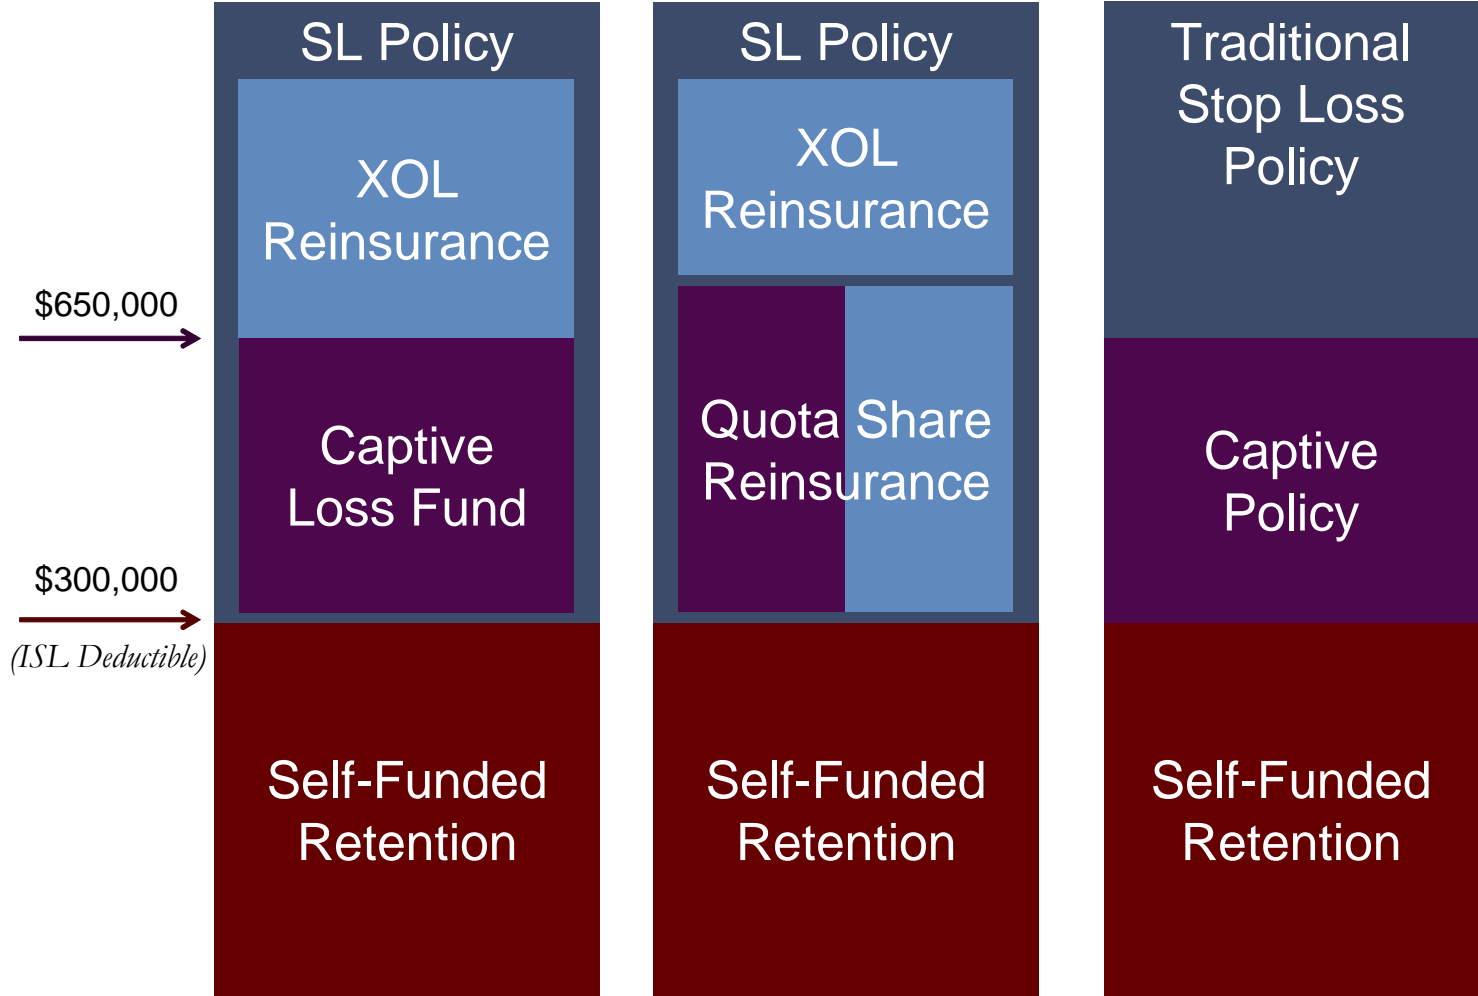 $650,000
$300,000
(ISL Deductible)
SL Policy
XOL
Reinsurance
Captive
Loss Fund
Self-Funded
Retention
SL Policy
XOL
Reinsurance
Quota Share
Reinsurance
Self-Funded
Retention
Traditional
Stop Loss
Policy
Captive
Policy
Self-Funded
Retention